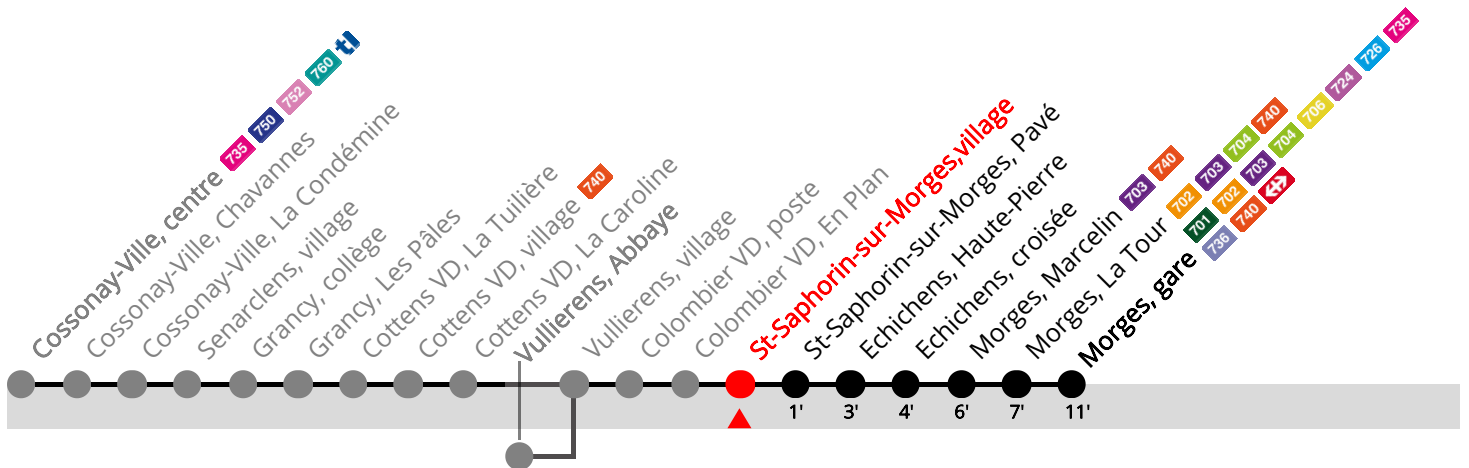 Cossonay-Ville, centre 735 750 752 760 tl
Cossonay-Ville, Chavannes
Cossonay-Ville, La Condémine
Senarclens, village
Grancy, collège
Grancy, Les Pâles
Cottens VD, La Tuilière
Cottens VD, village 740
Cottens VD, La Caroline
Vullierens, Abbaye
Vullierens, village
Colombier VD, poste
Colombier VD, En Plan
St-Saphorin-sur-Morges,village
St-Saphorin-sur-Morges, Pavé
Echichens, Haute-Pierre
Echichens, croisée
Morges, Marcelin 703 740
Morges, La Tour 702 703 704 740
Morges, gare 701 702 703 704 706 724 726 735
736 740
1' 3' 4' 6' 7' 11'